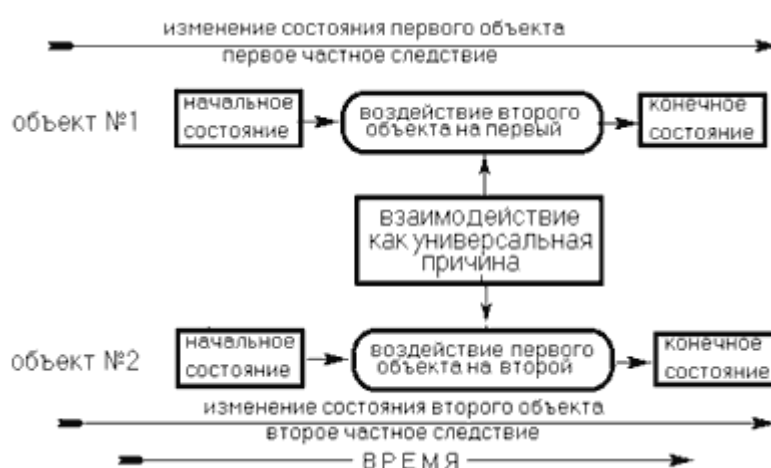 изменение состояния первого объекта
первое частное следствие
объект №1
начальное
состояние
воздействие второго
объекта на первый
конечное
состояние
взаимодействие
как универсальная
причина
объект №2
начальное
состояние
воздействие первого
объекта на второй
конечное
состояние
изменение состояния второго объекта
второе частное следствие
ВРЕМЯ